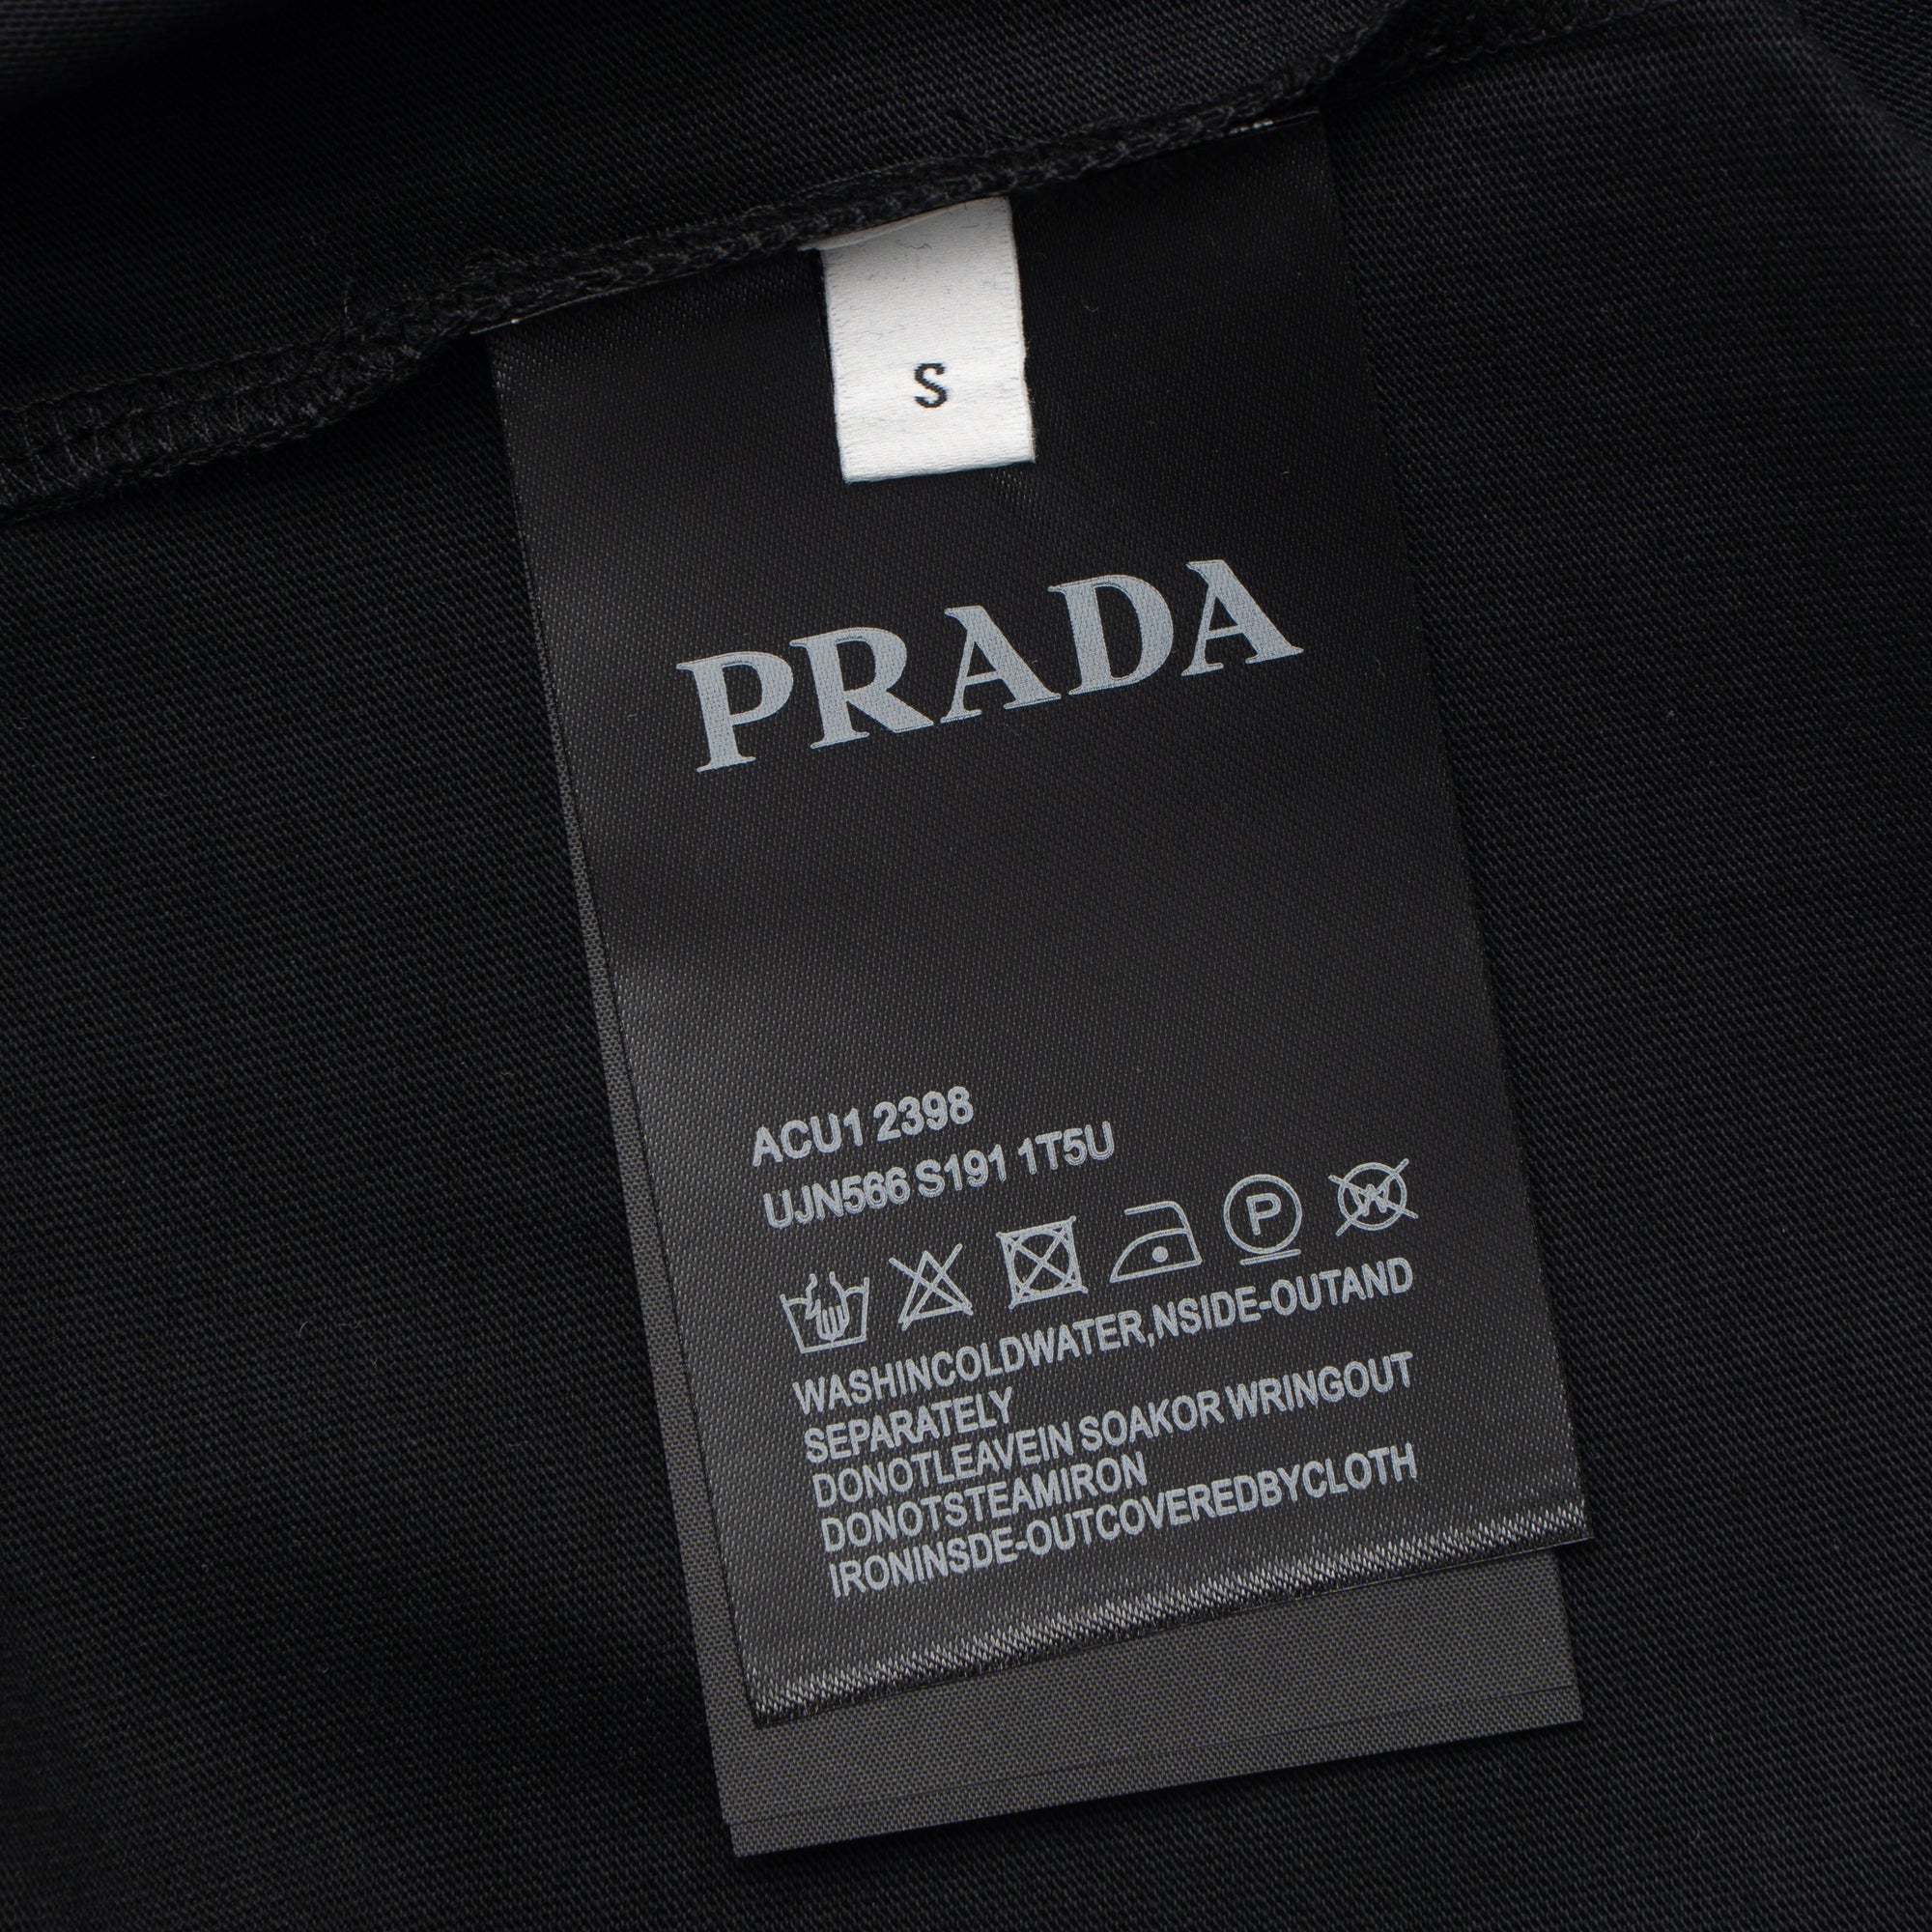 S
PRADA
ACU1 2398
UJN566 S191 1T5U
P W
WASHINCOLDWATER,NSIDE-OUTAND
SEPARATELY
DONOTLEAVEIN SOAKOR WRINGOUT
DONOTSTEAMIRON
IRONINSDE-OUTCOVEREDBYCLOTH